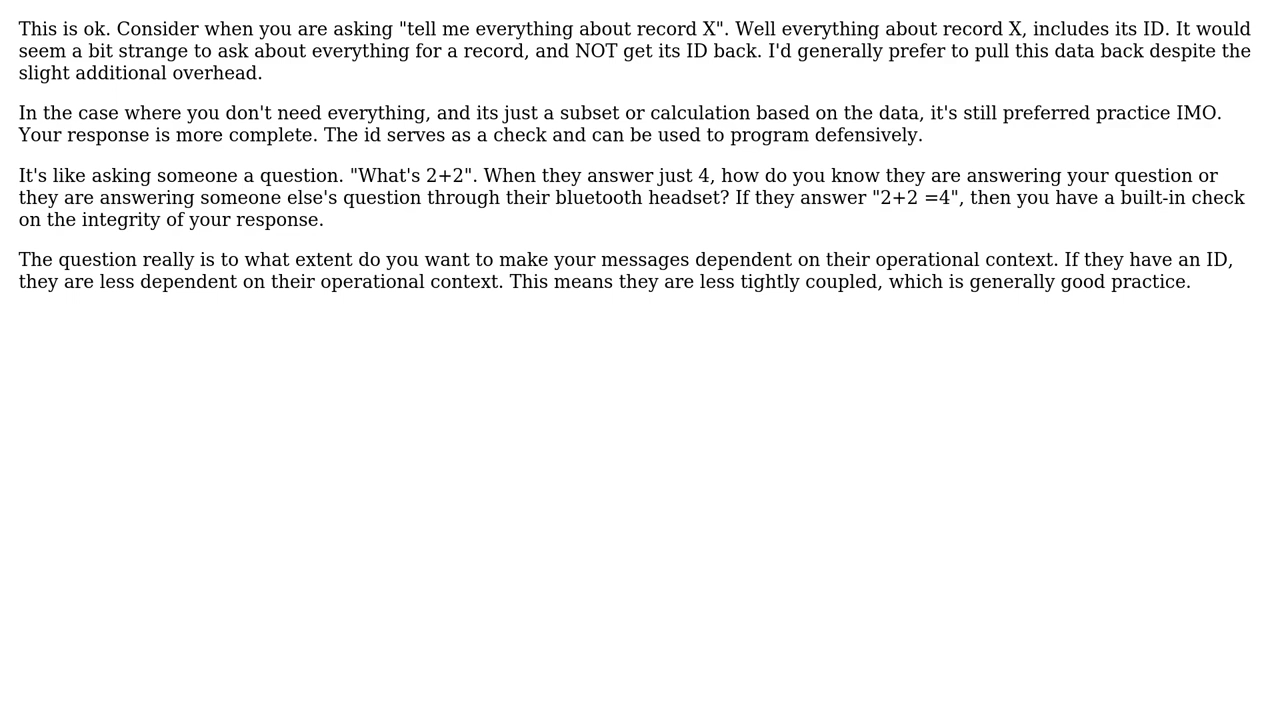 This is ok. Consider when you are asking "tell me everything about record X". Well everything about record X, includes its ID. It would
seem a bit strange to ask about everything for a record, and NOT get its ID back. I'd generally prefer to pull this data back despite the
slight additional overhead.
In the case where you don't need everything, and its just a subset or calculation based on the data, it's still preferred practice IMO.
Your response is more complete. The id serves as a check and can be used to program defensively.
It's like asking someone a question. "What's 2+2". When they answer just 4, how do you know they are answering your question or
they are answering someone else's question through their bluetooth headset? If they answer "2+2 =4", then you have a built-in check
on the integrity of your response.
The question really is to what extent do you want to make your messages dependent on their operational context. If they have an ID,
they are less dependent on their operational context. This means they are less tightly coupled, which is generally good practice.